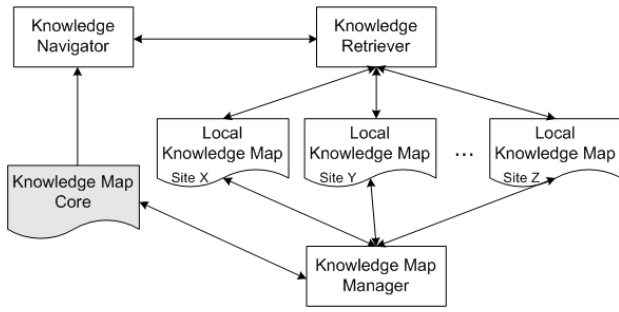 Knowledge
Navigator
Knowledge
Retriever
Local
Knowledge Map
Site X
Local
Knowledge Map
Site Y
...
Local
Knowledge Map
Site Z
Knowledge Map
Core
Knowledge Map
Manager